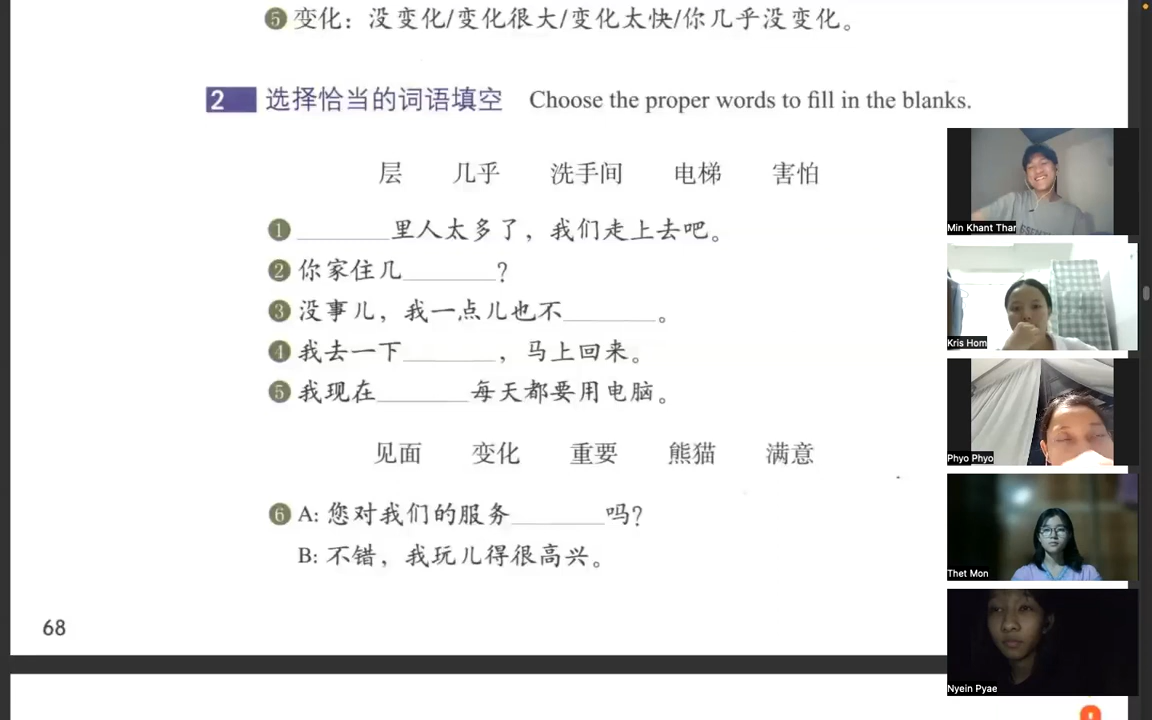 5 变化：没变化/变化很大/变化太快/你几乎没变化。
2 选择恰当的词语填空 Choose the proper words to fill in the blanks.
层 几乎 洗手间 电梯 害怕
1 ________里人太多了，我们走上去吧。
2 你家住几________？
3 没事儿，我一点儿也不________。
4 我去一下________，马上回来。
5 我现在________每天都要用电脑。
见面 变化 重要 熊猫 满意
6 A: 您对我们的服务________吗？
B: 不错，我玩儿得很高兴。
68
Min Khant Thar
Kris Hom
Phyo Phyo
Thet Mon
Nyein Pyae